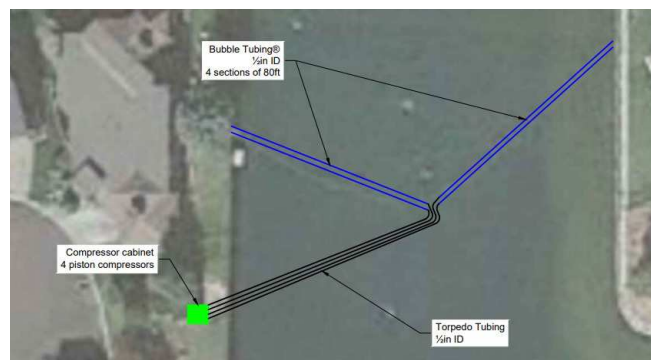 Bubble Tubing®
½in ID
4 sections of 80ft
Compressor cabinet
4 piston compressors
Torpedo Tubing
½in ID